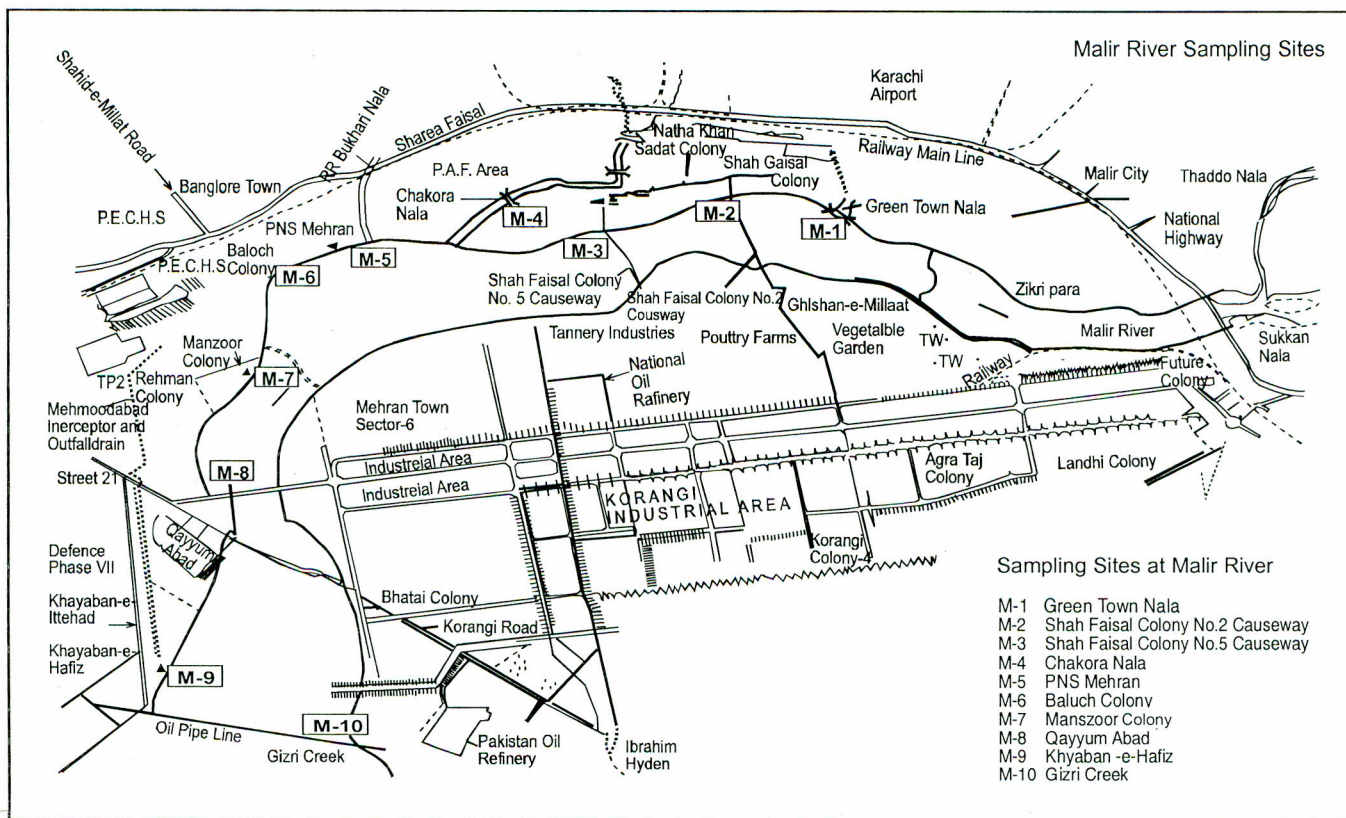 Malir River Sampling Sites
Shahid-e-Millat Road
Banglore Town
P.E.C.H.S
P.E.C.H.S
Baloch
Colony
PNS Mehran
RR Bukhari Nala
Sharea Faisal
P.A.F. Area
Chakora
Nala
Natha Khan
Sadat Colony
Shah Gaisal
Colony
Karachi
Airport
Railway Main Line
Green Town Nala
Malir City
Thaddo Nala
National
Highway
M-1
M-2
M-3
M-4
M-5
M-6
M-7
M-8
M-9
M-10
Shah Faisal Colony
No. 5 Causeway
Shah Faisal Colony No.2
Cousway
Ghlshan-e-Millaat
Zikri para
Malir River
Sukkan
Nala
Tannery Industries
Pouttry Farms
Vegetalble
Garden
TW
TW
Railway
Future
Colony
Manzoor
Colony
TP2
Rehman
Colony
Mehmoodabad
Inerceptor and
Outfalldrain
Street 21
Mehran Town
Sector-6
National
Oil
Rafinery
Industreial Area
Industreial Area
KORANGI
INDUSTRIAL AREA
Agra Taj
Colony
Landhi Colony
Korangi
Colony-4
Qayyum
Abad
Defence
Phase VII
Khayaban-e-
Ittehad
Khayaban-e-
Hafiz
Bhatai Colony
Korangi Road
Oil Pipe Line
Gizri Creek
Pakistan Oil
Refinery
Ibrahim
Hyden
Sampling Sites at Malir River
M-1 Green Town Nala
M-2 Shah Faisal Colony No.2 Causeway
M-3 Shah Faisal Colony No.5 Causeway
M-4 Chakora Nala
M-5 PNS Mehran
M-6 Baluch Colony
M-7 Manszoor Colony
M-8 Qayyum Abad
M-9 Khyaban -e-Hafiz
M-10 Gizri Creek